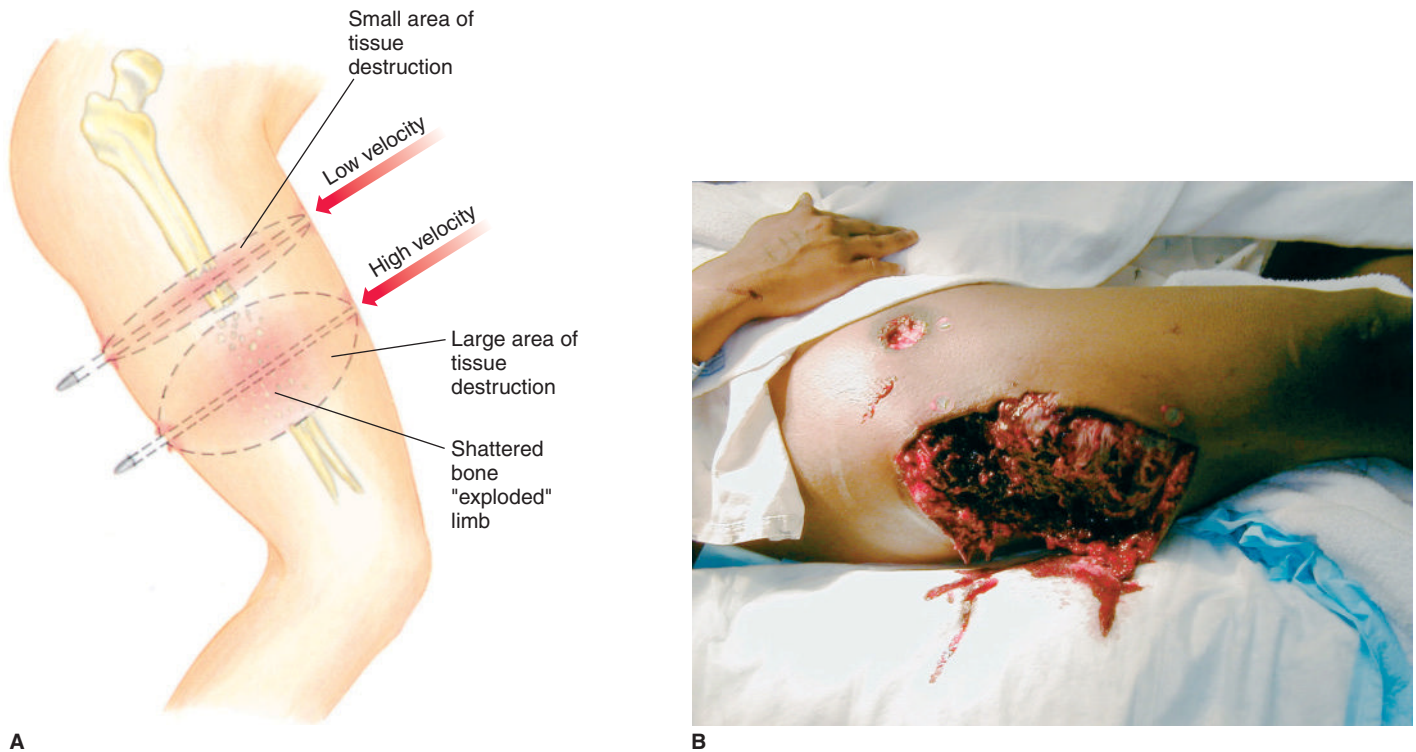 Small area of
tissue
destruction
Low velocity
High velocity
Large area of
tissue
destruction
Shattered
bone
"exploded"
limb
A
B